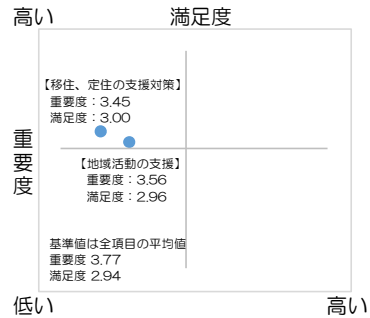 高い 満足度
【移住、定住の支援対策】
重要度：3.45
満足度：3.00
重要度
【地域活動の支援】
重要度：3.56
満足度：2.96
基準値は全項目の平均値
重要度 3.77
満足度 2.94
低い 高い